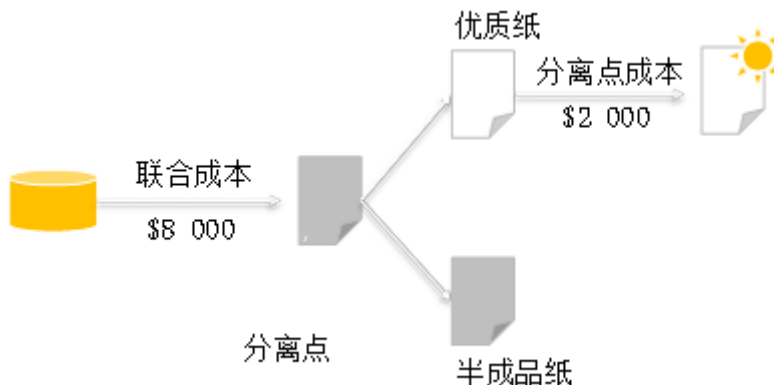 优质纸
分离点成本
$2 000
联合成本
$8 000
分离点
半成品纸